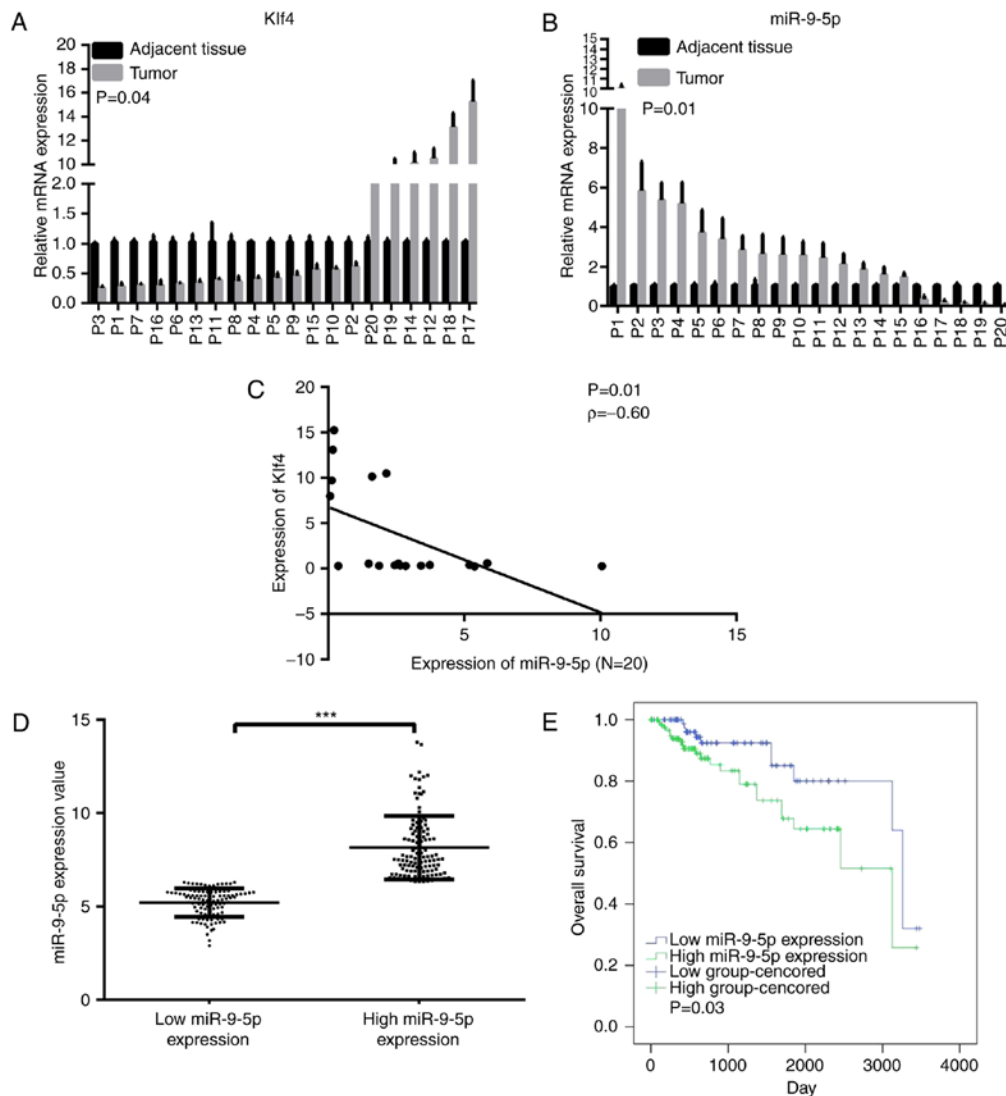 A
Klf4
Relative mRNA expression
20
18
16
14
12
10
2.0
1.5
1.0
0.5
0.0
Adjacent tissue
Tumor
P=0.04
P3 P1 P7 P16 P6 P13 P11 P8 P4 P5 P9 P15 P10 P2 P20 P19 P14 P12 P18 P17
B
miR-9-5p
Relative mRNA expression
15
14
13
12
11
10
10
8
6
4
2
0
Adjacent tissue
Tumor
P=0.01
P1 P2 P3 P4 P5 P6 P7 P8 P9 P10 P11 P12 P13 P14 P15 P16 P17 P18 P19 P20
C
Expression of Klf4
20
15
10
5
0
−5
−10
P=0.01
ρ=−0.60
5 10 15
Expression of miR-9-5p (N=20)
D
miR-9-5p expression value
15
10
5
0
***
Low miR-9-5p
expression
High miR-9-5p
expression
E
Overall survival
1.0
0.8
0.6
0.4
0.2
0.0
Low miR-9-5p expression
High miR-9-5p expression
Low group-cencored
High group-cencored
P=0.03
0 1000 2000 3000 4000
Day